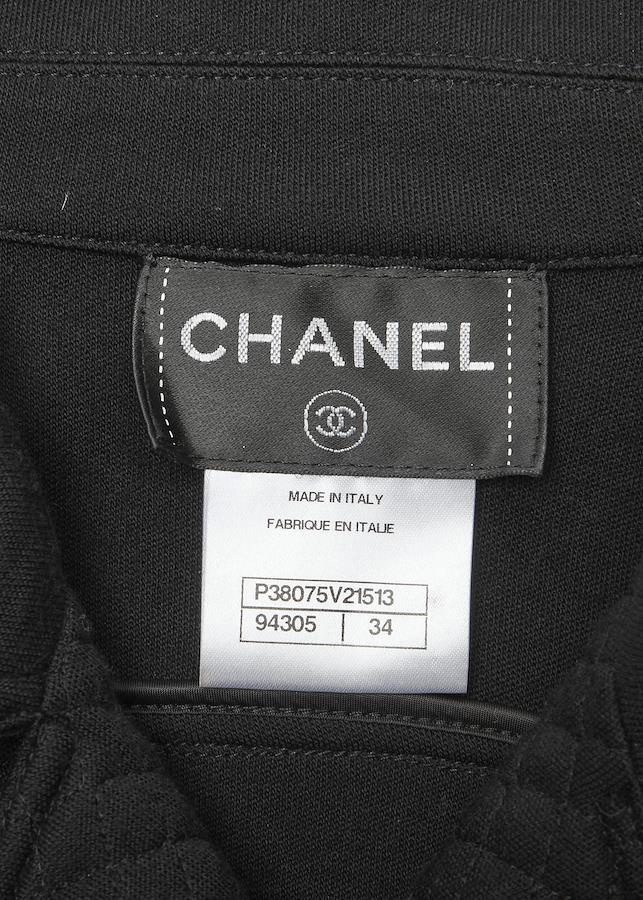 CHANEL
MADE IN ITALY
FABRIQUE EN ITALIE
P38075V21513
94305 34